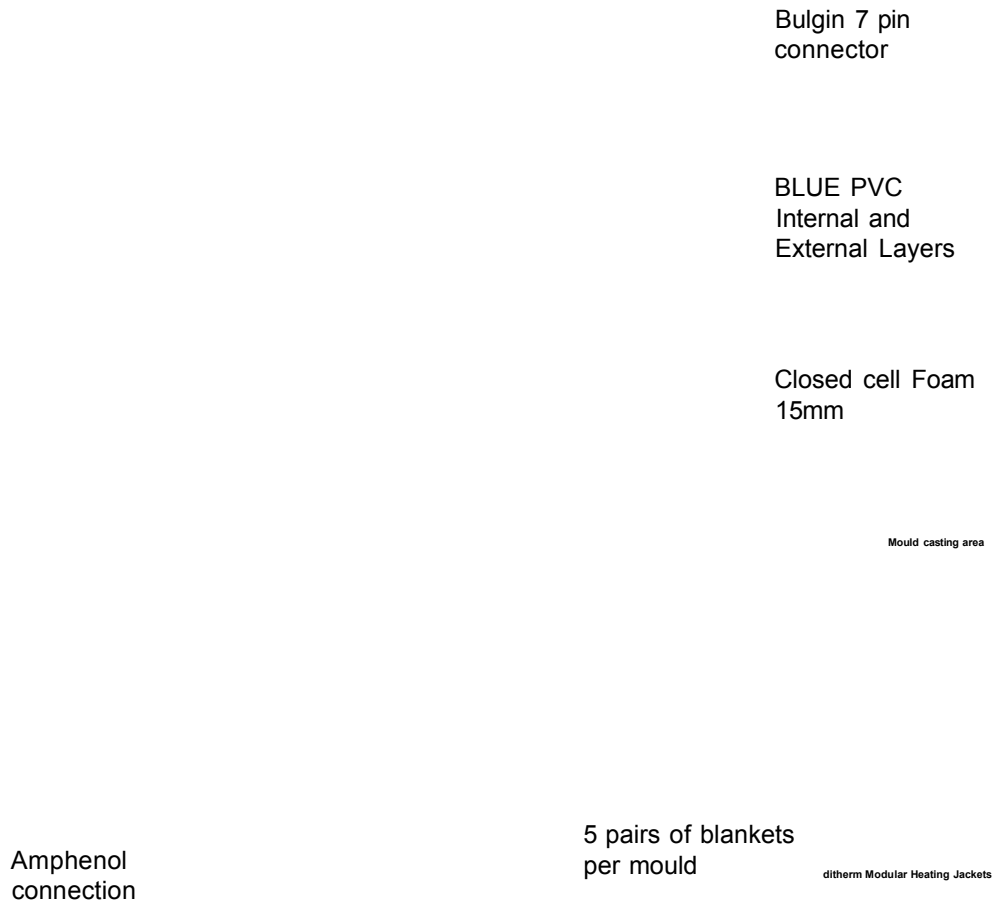 Bulgin 7 pin
connector
BLUE PVC
Internal and
External Layers
Closed cell Foam
15mm
Mould casting area
5 pairs of blankets
per mould
Amphenol
connection
ditherm Modular Heating Jackets